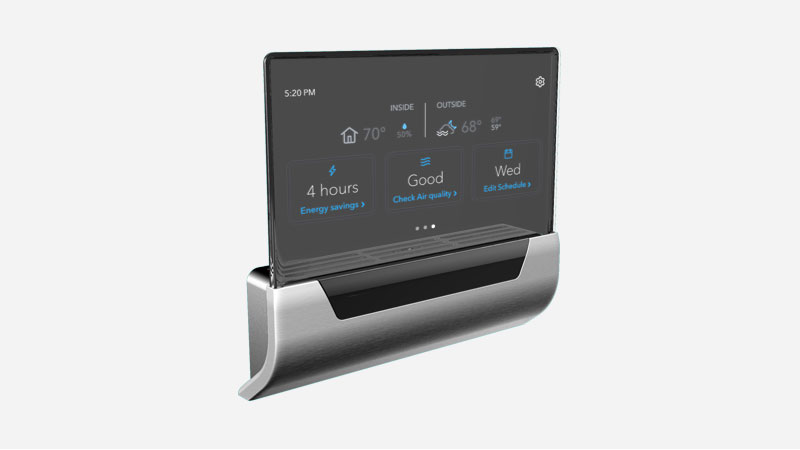 5:20 PM
INSIDE
OUTSIDE
70°
50%
68°
69°
59°
4 hours
Energy savings ›
Good
Check Air quality ›
Wed
Edit Schedule ›